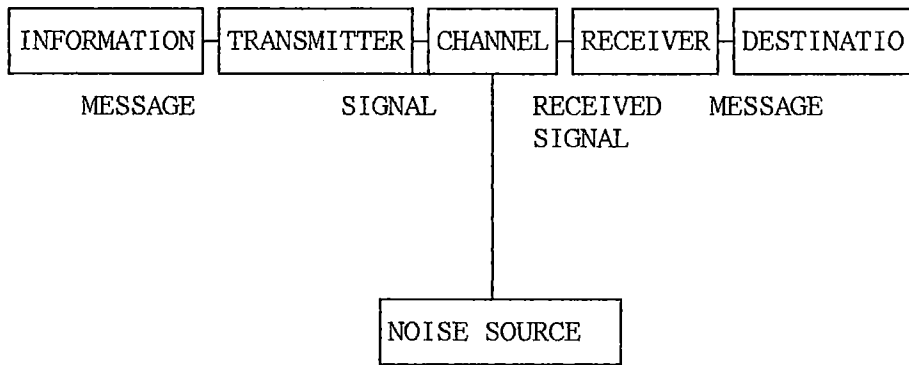 INFORMATION TRANSMITTER CHANNEL RECEIVER DESTINATIO
MESSAGE SIGNAL RECEIVED MESSAGE
SIGNAL
NOISE SOURCE